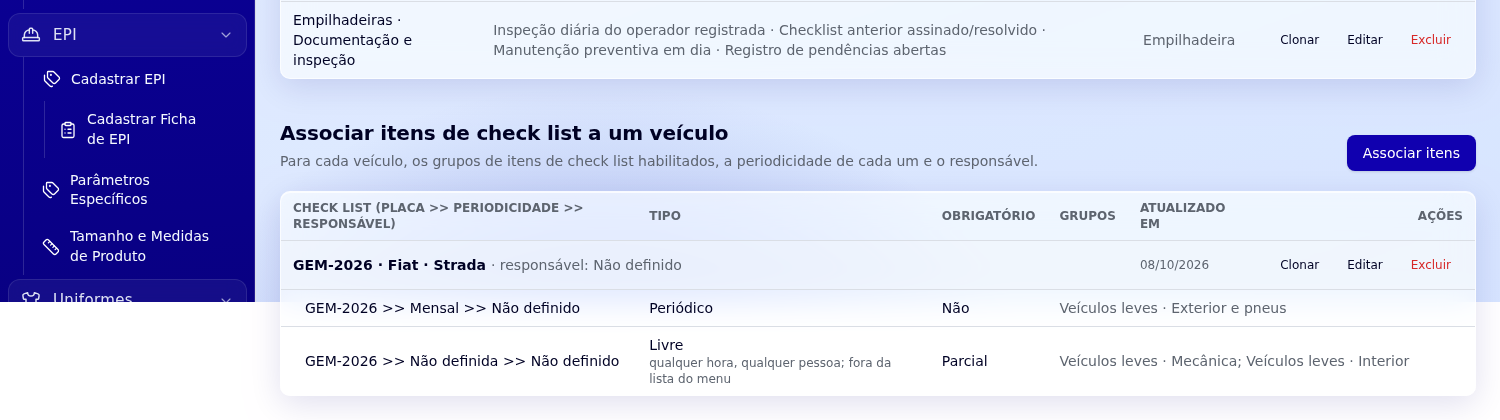 EPI
Cadastrar EPI
Cadastrar Ficha
de EPI
Parâmetros
Específicos
Tamanho e Medidas
de Produto
Uniformes
Empilhadeiras ·
Documentação e
inspeção
Inspeção diária do operador registrada · Checklist anterior assinado/resolvido ·
Manutenção preventiva em dia · Registro de pendências abertas
Empilhadeira
Clonar Editar Excluir
Associar itens de check list a um veículo
Para cada veículo, os grupos de itens de check list habilitados, a periodicidade de cada um e o responsável.
Associar itens
CHECK LIST (PLACA >> PERIODICIDADE >>
RESPONSÁVEL)
TIPO
OBRIGATÓRIO
GRUPOS
ATUALIZADO
EM
AÇÕES
GEM-2026 · Fiat · Strada · responsável: Não definido
08/10/2026
Clonar Editar Excluir
GEM-2026 >> Mensal >> Não definido
Periódico
Não
Veículos leves · Exterior e pneus
GEM-2026 >> Não definida >> Não definido
Livre
qualquer hora, qualquer pessoa; fora da
lista do menu
Parcial
Veículos leves · Mecânica; Veículos leves · Interior